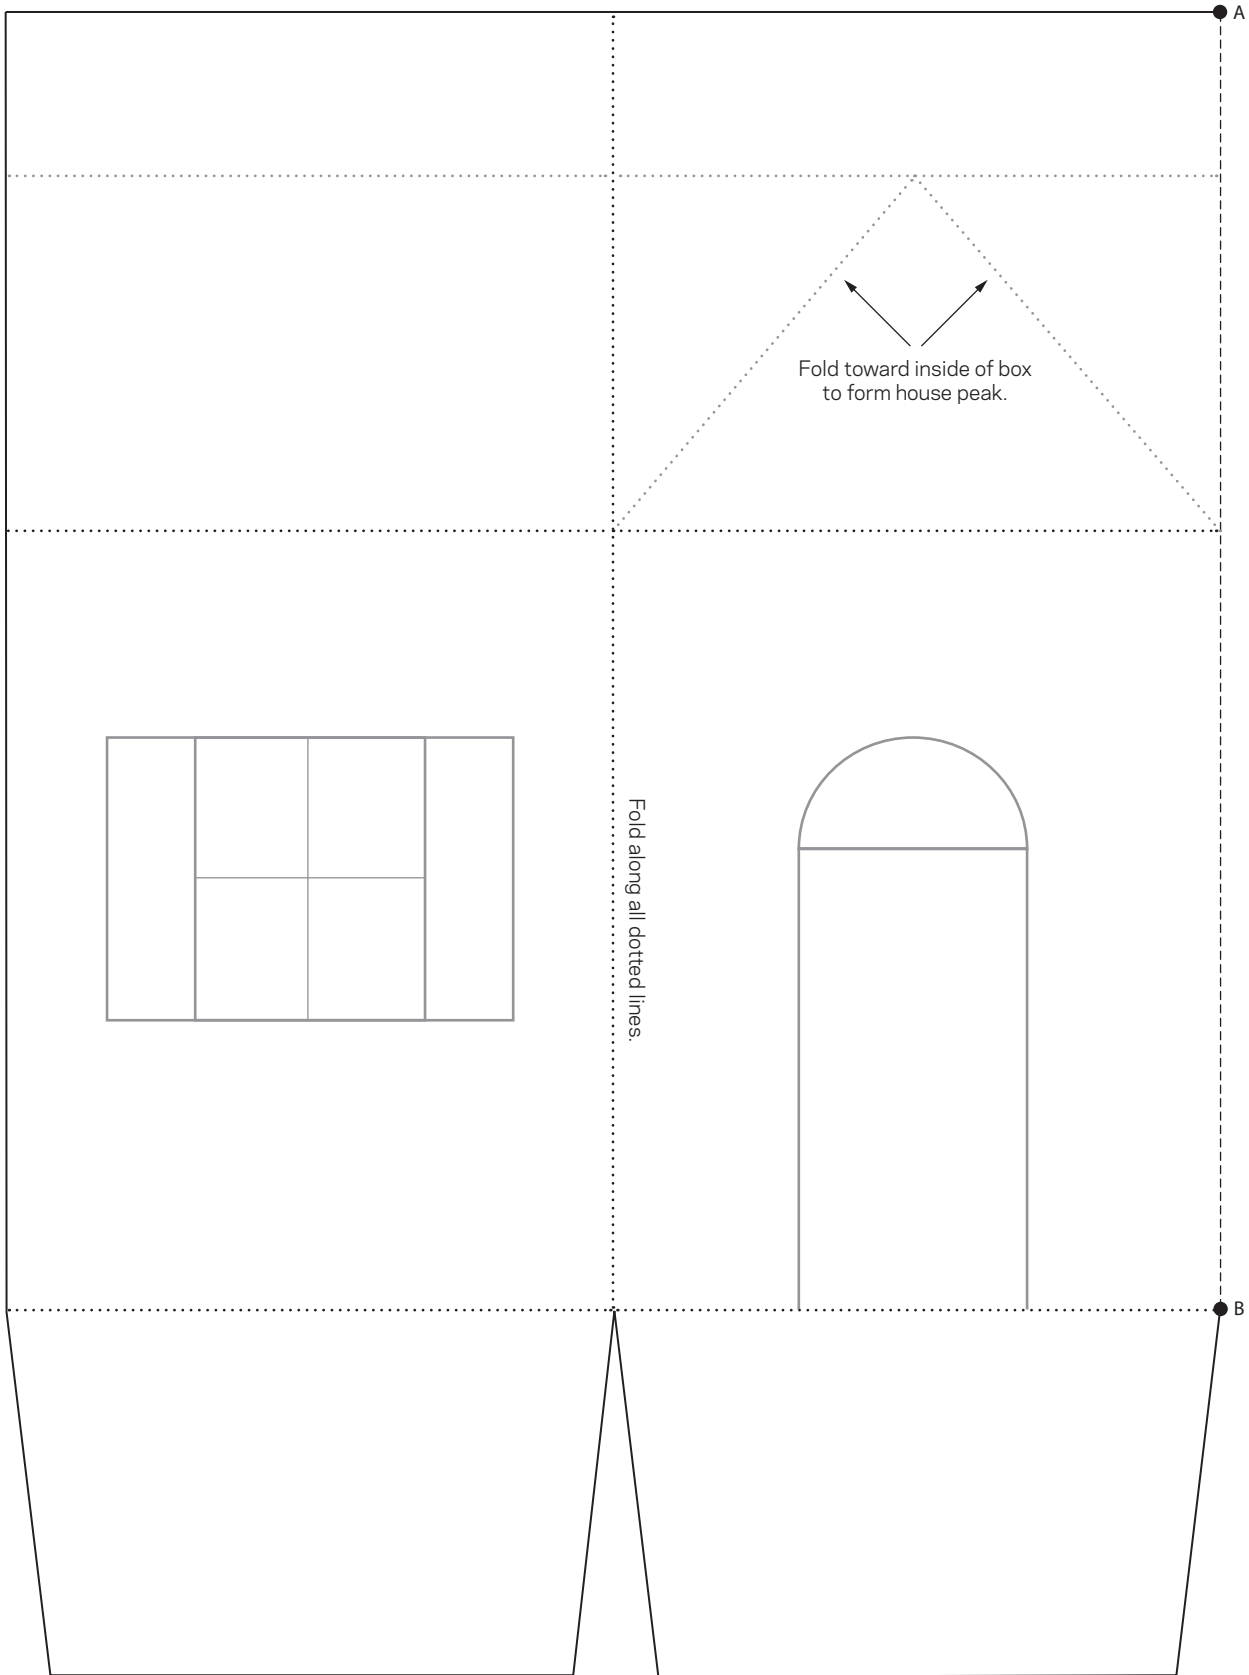 A
Fold toward inside of box
to form house peak.
Fold along all dotted lines.
B